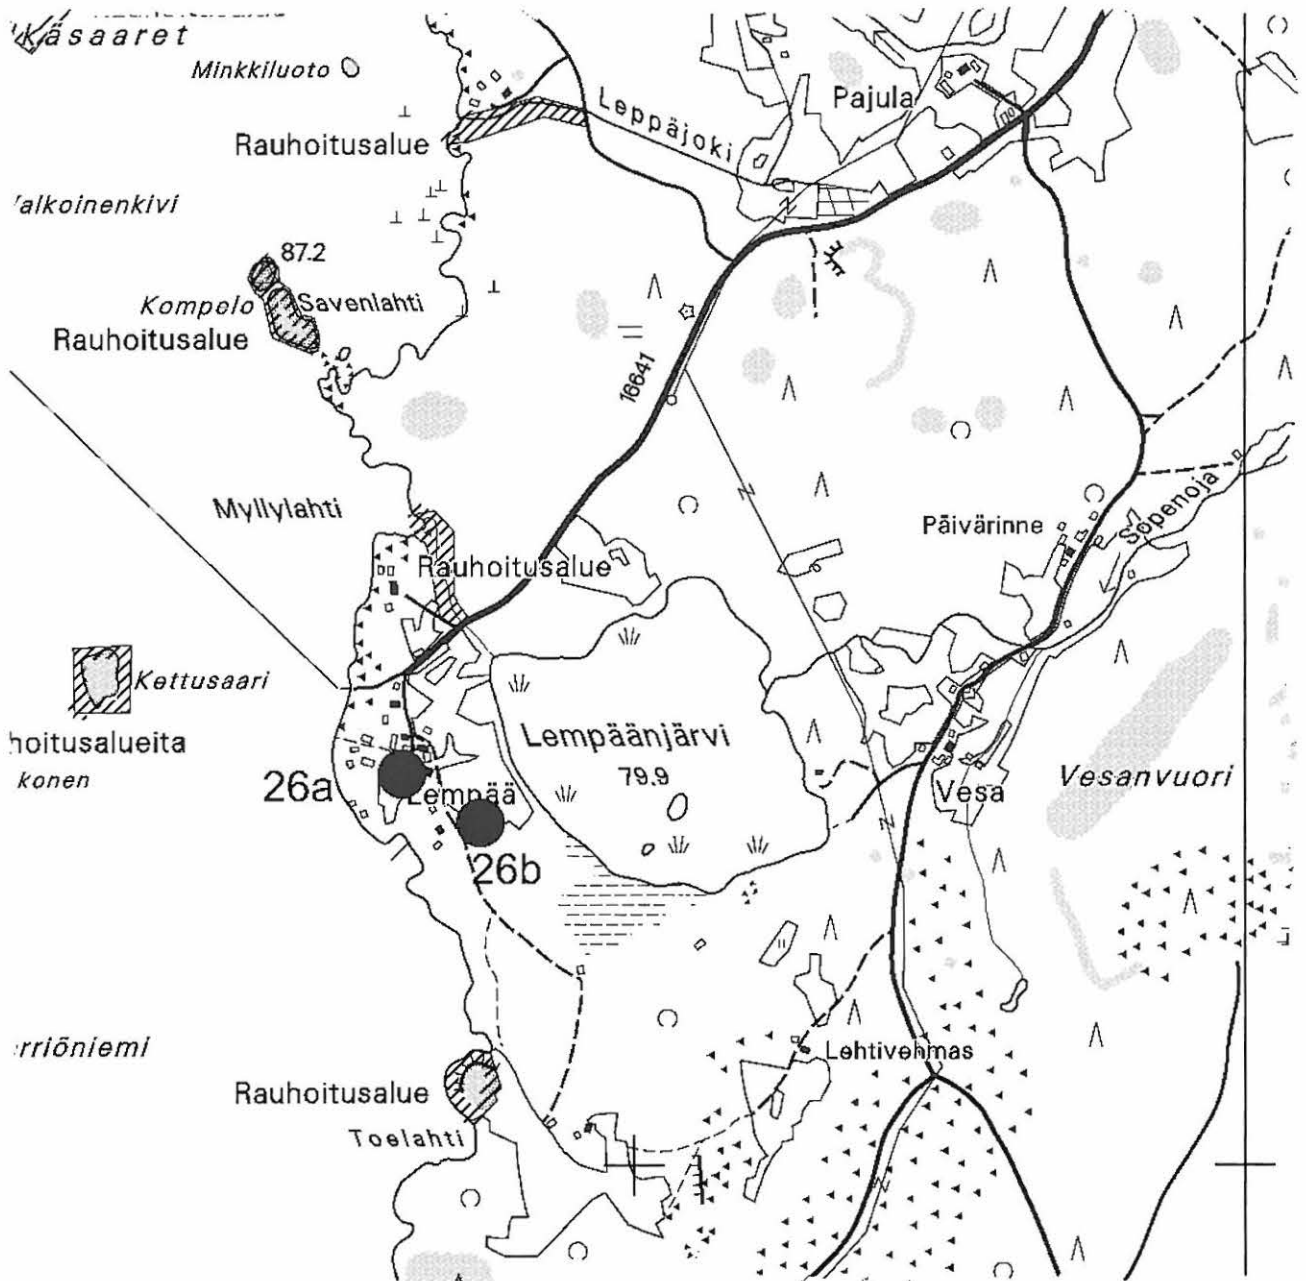 käsaaret
Minkkiluoto
Leppäjoki
Pajula
Rauhoitusalue
alkoinenkivi
87.2
Kompelo
Savenlahti
Rauhoitusalue
16641
Myllylahti
Päivärinne
Sopenoja
Rauhoitusalue
Kettusaari
hoitusalueita
konen
Lempäänjärvi
79.9
Vesanvuori
26a
Lempää
Vesa
26b
rriöniemi
Lehtivehmas
Rauhoitusalue
Toelahti